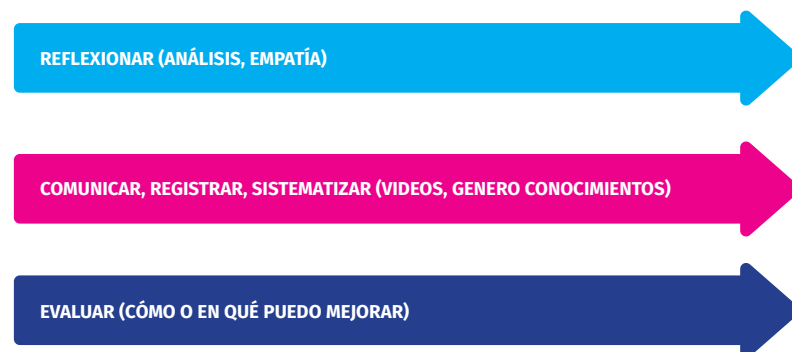 REFLEXIONAR (ANÁLISIS, EMPATÍA)
COMUNICAR, REGISTRAR, SISTEMATIZAR (VIDEOS, GENERO CONOCIMIENTOS)
EVALUAR (CÓMO O EN QUÉ PUEDO MEJORAR)